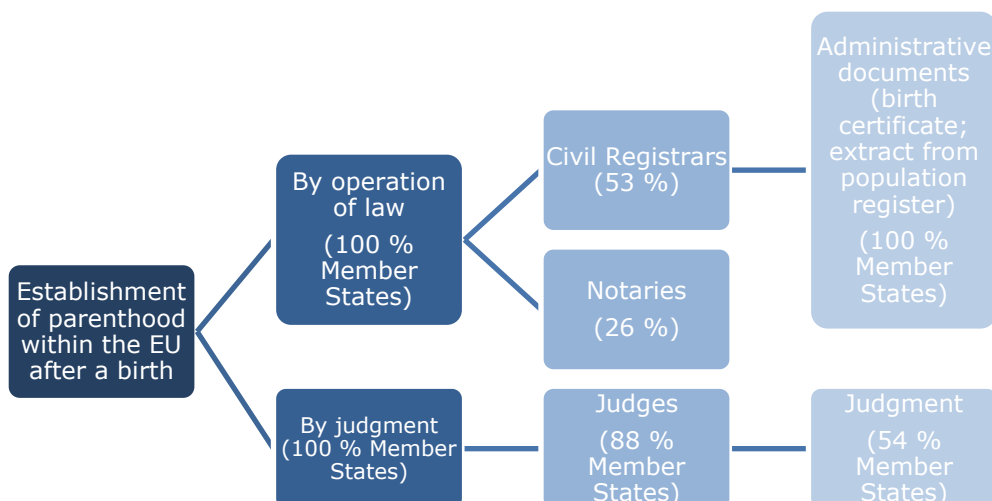 Establishment
of parenthood
within the EU
after a birth
By operation
of law
(100 %
Member
States)
By judgment
(100 % Member
States)
Civil Registrars
(53 %)
Notaries
(26 %)
Judges
(88 %
Member
States)
Administrative
documents
(birth
certificate;
extract from
population
register)
(100 %
Member
States)
Judgment
(54 %
Member
States)